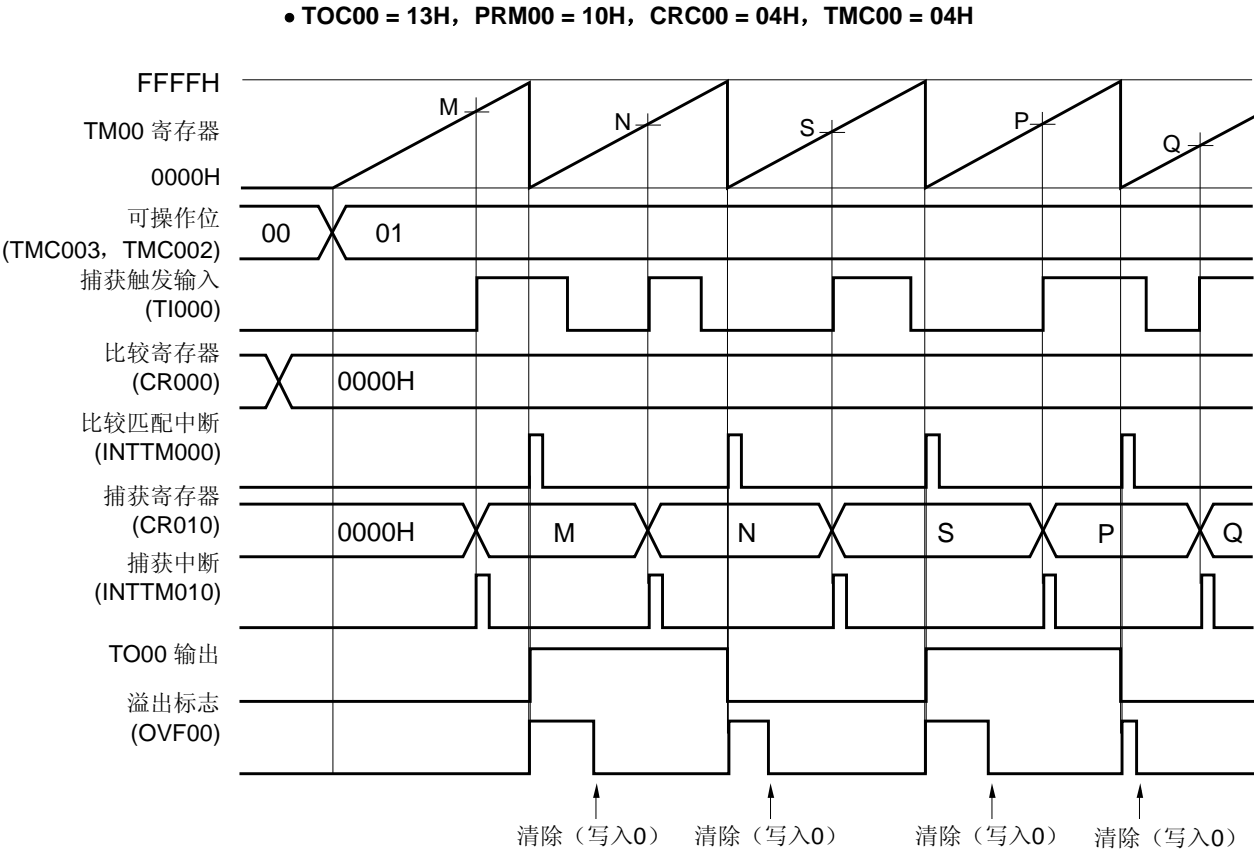 ● TOC00 = 13H，PRM00 = 10H，CRC00 = 04H，TMC00 = 04H
FFFFH
TM00 寄存器
0000H
M
N
S
P
Q
可操作位
(TMC003，TMC002)
00
01
捕获触发输入
(TI000)
比较寄存器
(CR000)
0000H
比较匹配中断
(INTTM000)
捕获寄存器
(CR010)
0000H
M
N
S
P
Q
捕获中断
(INTTM010)
TO00 输出
溢出标志
(OVF00)
清除（写入0）
清除（写入0）
清除（写入0）
清除（写入0）